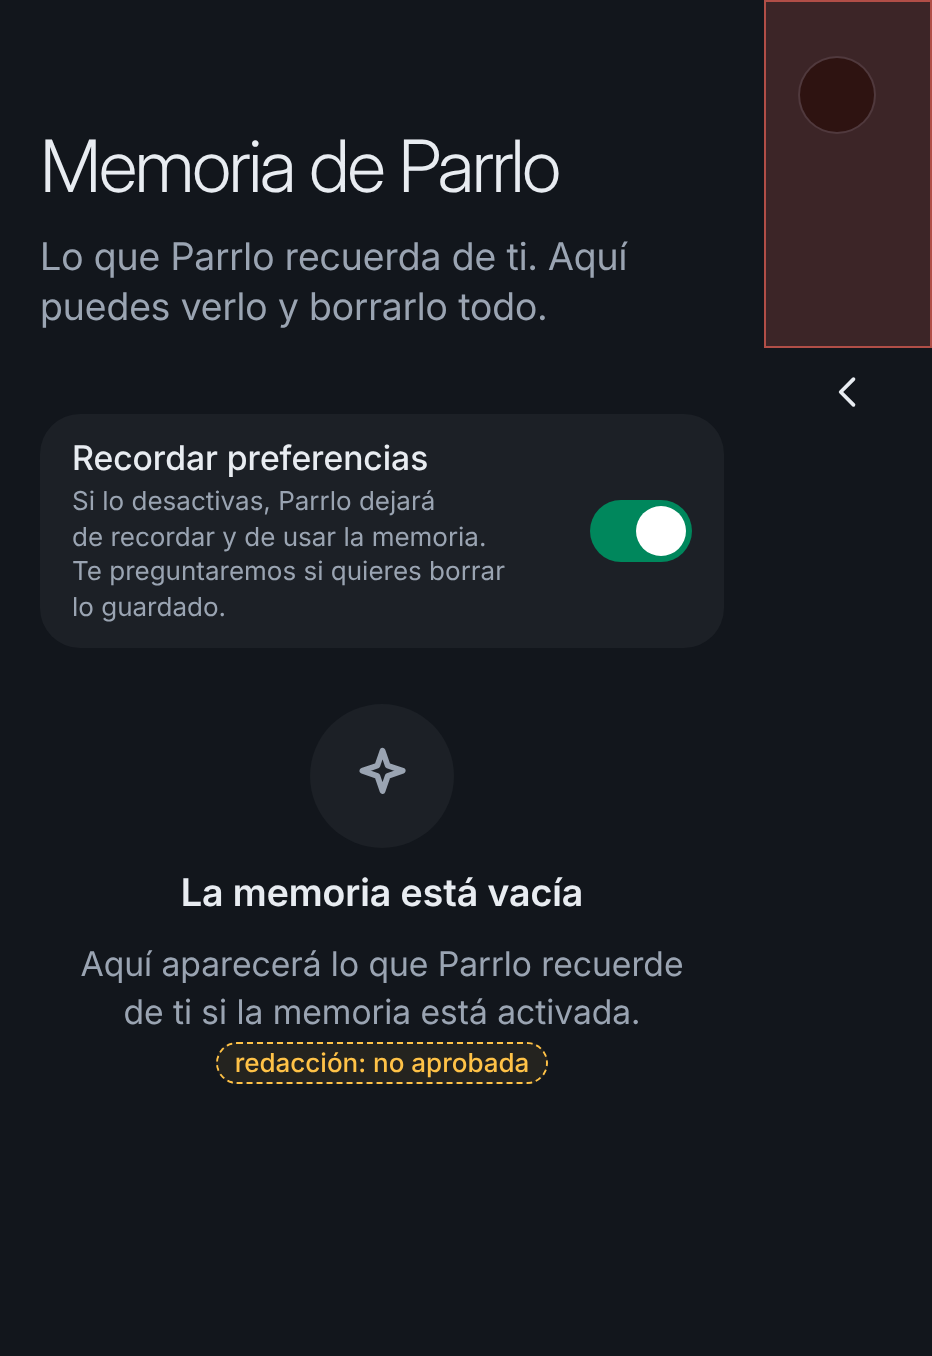 Memoria de Parrlo
Lo que Parrlo recuerda de ti. Aquí
puedes verlo y borrarlo todo.
Recordar preferencias
Si lo desactivas, Parrlo dejará
de recordar y de usar la memoria.
Te preguntaremos si quieres borrar
lo guardado.
La memoria está vacía
Aquí aparecerá lo que Parrlo recuerde
de ti si la memoria está activada.
redacción: no aprobada